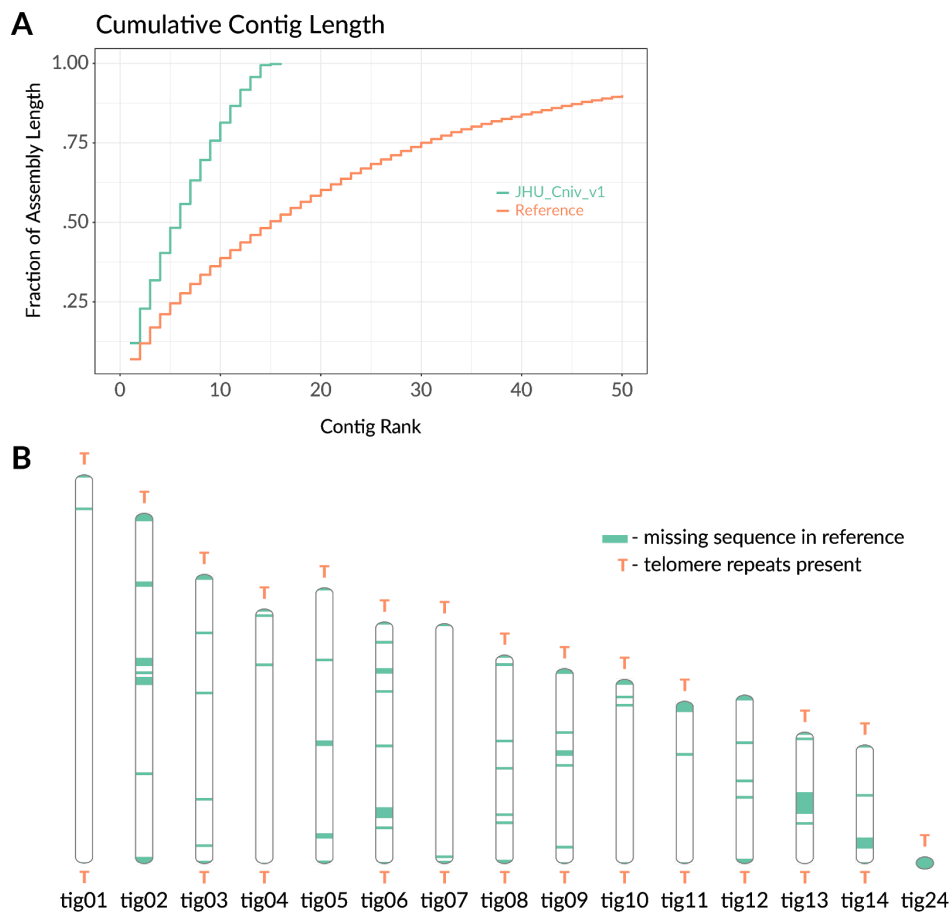 A
Cumulative Contig Length
Fraction of Assembly Length
1.00
.75
.50
.25
JHU_Cniv_v1
Reference
0 10 20 30 40 50
Contig Rank
B
T
T
T
T
T
T
T
T
T
T
T
T
T
T
- missing sequence in reference
T - telomere repeats present
T T T T T T T T T T T T
tig01 tig02 tig03 tig04 tig05 tig06 tig07 tig08 tig09 tig10 tig11 tig12 tig13 tig14 tig24